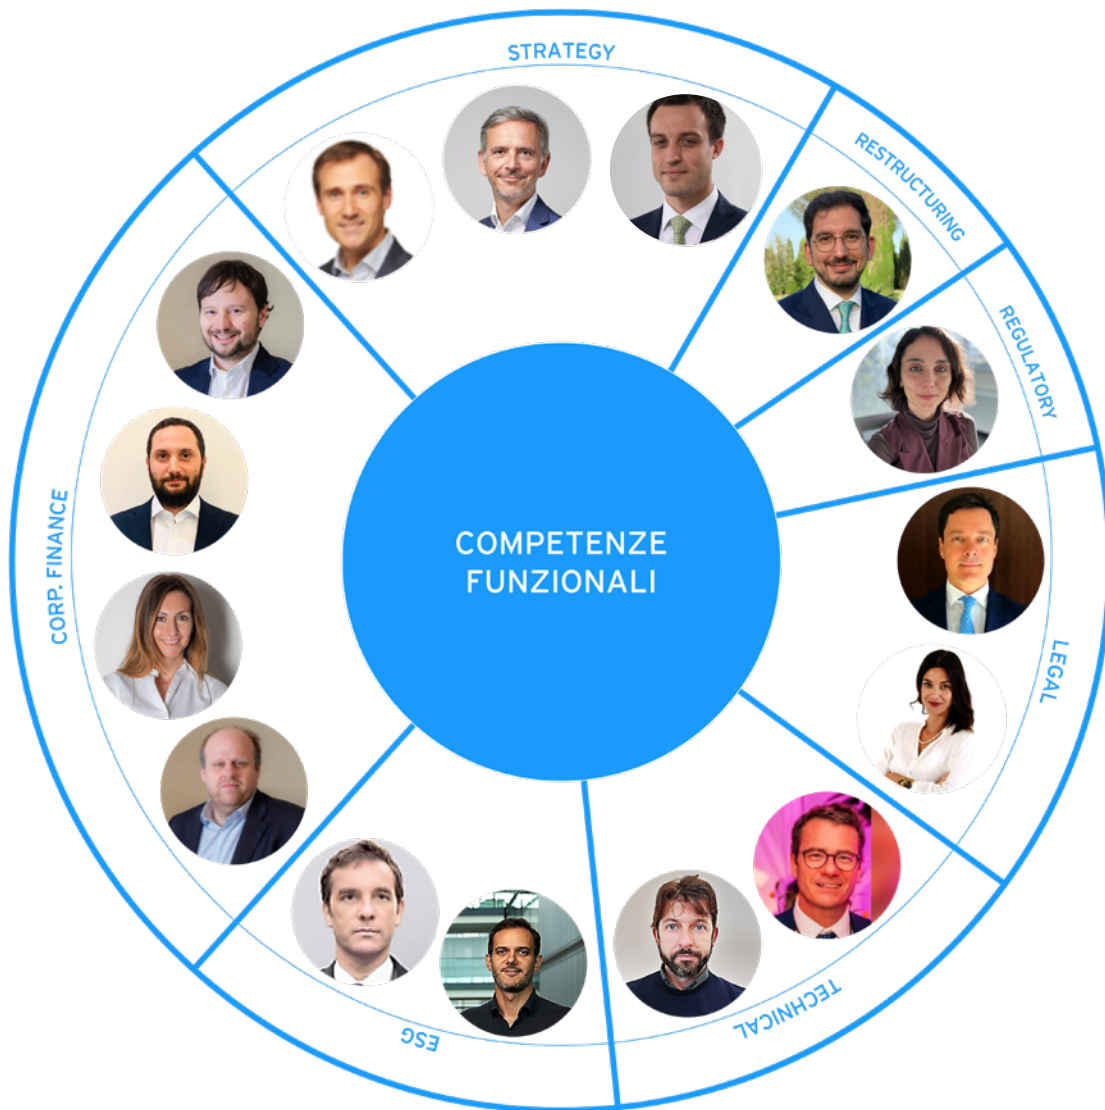 STRATEGY
RESTRUCTURING
REGULATORY
LEGAL
TECHNICAL
ESG
CORP. FINANCE
COMPETENZE
FUNZIONALI